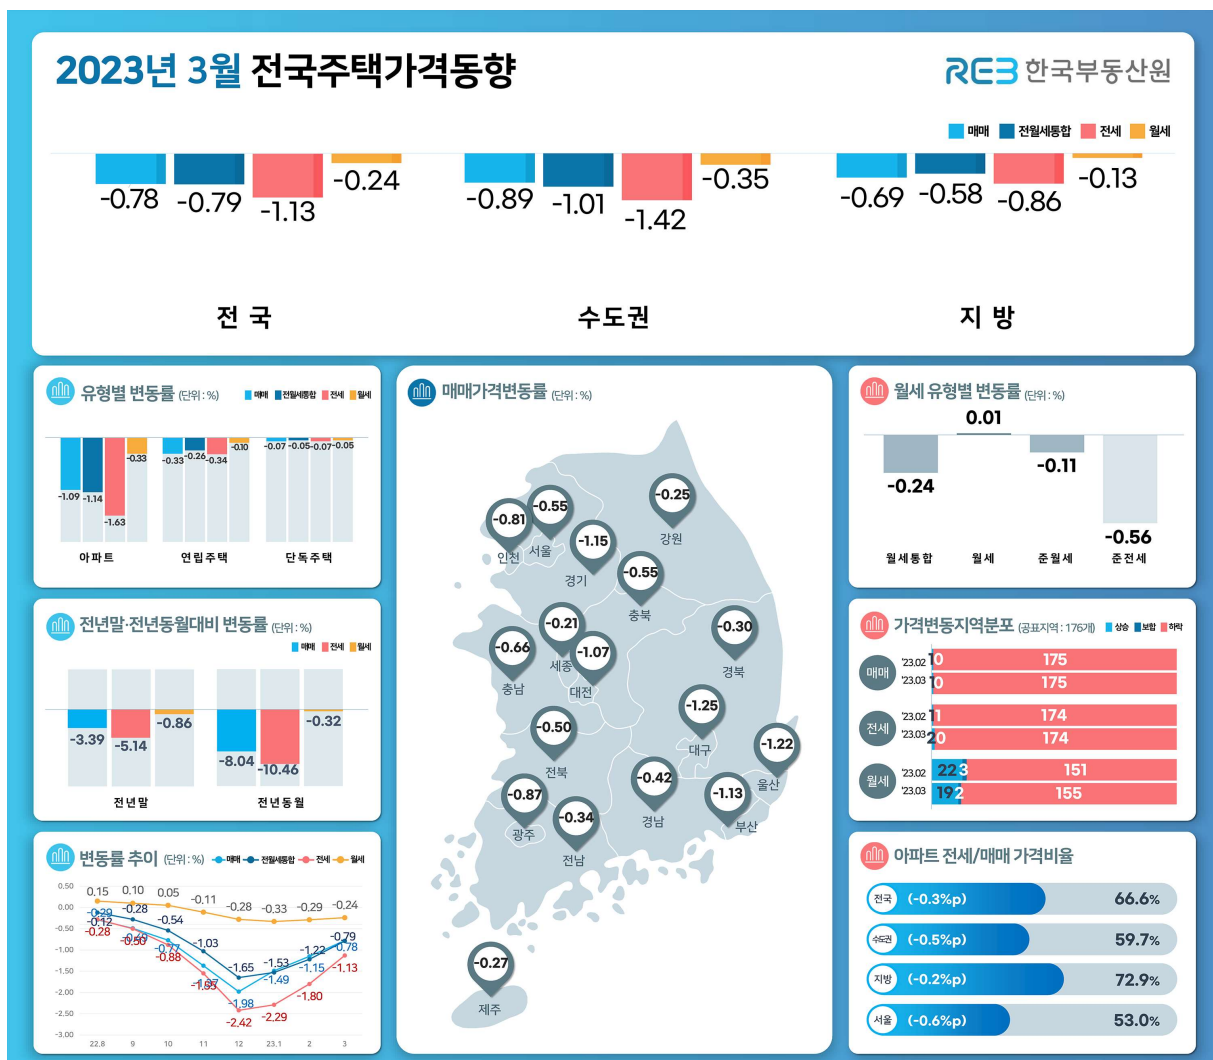 2023년 3월 전국주택가격동향
REB 한국부동산원
매매 전월세통합 전세 월세
-0.78 -0.79 -1.13 -0.24
전국
-0.89 -1.01 -1.42 -0.35
수도권
-0.69 -0.58 -0.86 -0.13
지방
유형별 변동률 (단위 : %)
매매 전월세통합 전세 월세
-1.09 -1.14 -1.63 -0.33
아파트
-0.33 -0.26 -0.34 -0.10
연립주택
-0.07 -0.05 -0.07 -0.05
단독주택
전년말·전년동월대비 변동률 (단위 : %)
매매 전세 월세
-3.39 -5.14 -0.86
전년말
-8.04 -10.46 -0.32
전년동월
변동률 추이 (단위 : %)
매매 전월세통합 전세 월세
0.50
0.00
-0.50
-1.00
-1.50
-2.00
-2.50
-3.00
0.15 0.10 0.05 -0.11 -0.28 -0.33 -0.29 -0.24
-0.12 -0.28 -0.54 -1.03 -1.65 -1.53 -1.22 -0.79
-0.29 -0.49 -0.77 -1.37 -1.98 -1.49 -1.15 -0.78
-0.28 -0.50 -0.88 -1.55 -2.42 -2.29 -1.80 -1.13
22.8 9 10 11 12 23.1 2 3
매매가격변동률 (단위 : %)
-0.81
인천
-0.55
서울
-1.15
경기
-0.25
강원
-0.55
충북
-0.21
세종
-0.66
충남
-1.07
대전
-0.30
경북
-1.25
대구
-1.22
울산
-0.50
전북
-0.42
경남
-1.13
부산
-0.87
광주
-0.34
전남
-0.27
제주
월세 유형별 변동률 (단위 : %)
-0.24
월세통합
0.01
월세
-0.11
준월세
-0.56
준전세
가격변동지역분포 (공표지역 : 176개)
상승 보합 하락
매매
'23.02 1 0 175
'23.03 1 0 175
전세
'23.02 1 1 174
'23.03 2 0 174
월세
'23.02 22 3 151
'23.03 19 2 155
아파트 전세/매매 가격비율
전국 (-0.3%p) 66.6%
수도권 (-0.5%p) 59.7%
지방 (-0.2%p) 72.9%
서울 (-0.6%p) 53.0%